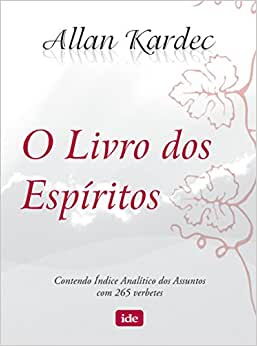 Allan Kardec
O Livro dos
Espíritos
Contendo Índice Analítico dos Assuntos
com 265 verbetes
ide